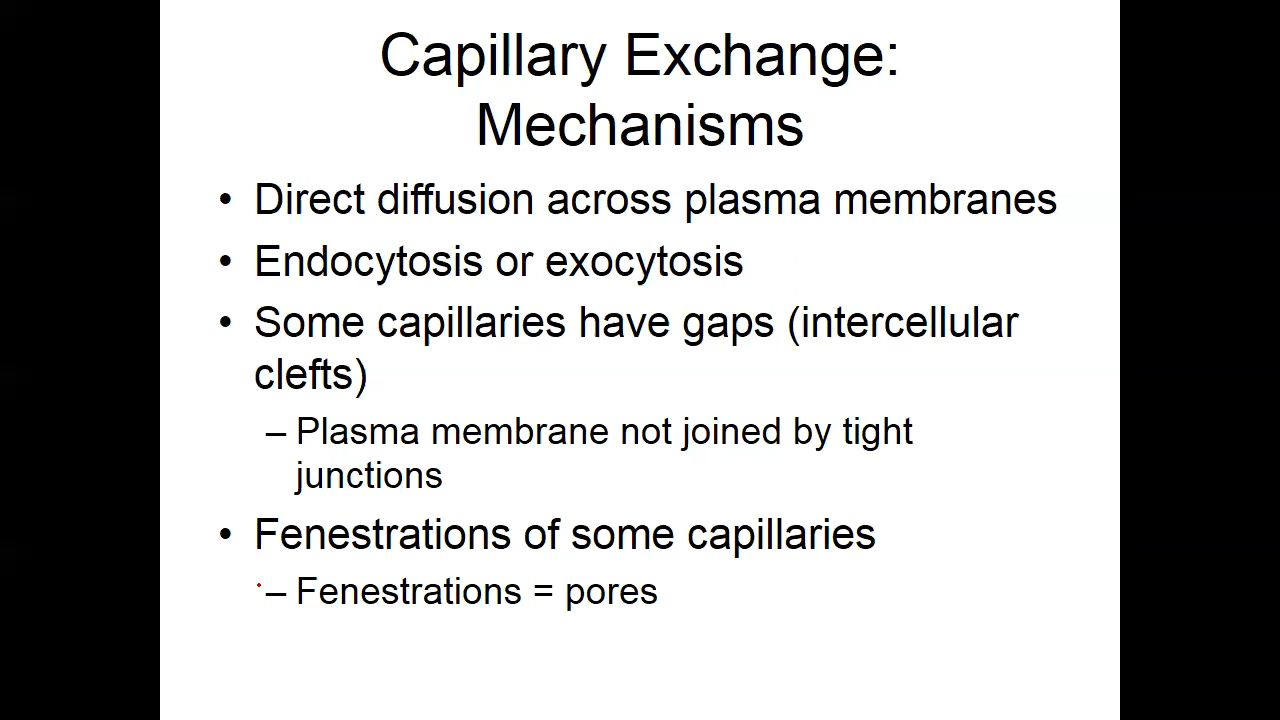 Capillary Exchange:
Mechanisms
• Direct diffusion across plasma membranes
• Endocytosis or exocytosis
• Some capillaries have gaps (intercellular
clefts)
– Plasma membrane not joined by tight
junctions
• Fenestrations of some capillaries
– Fenestrations = pores